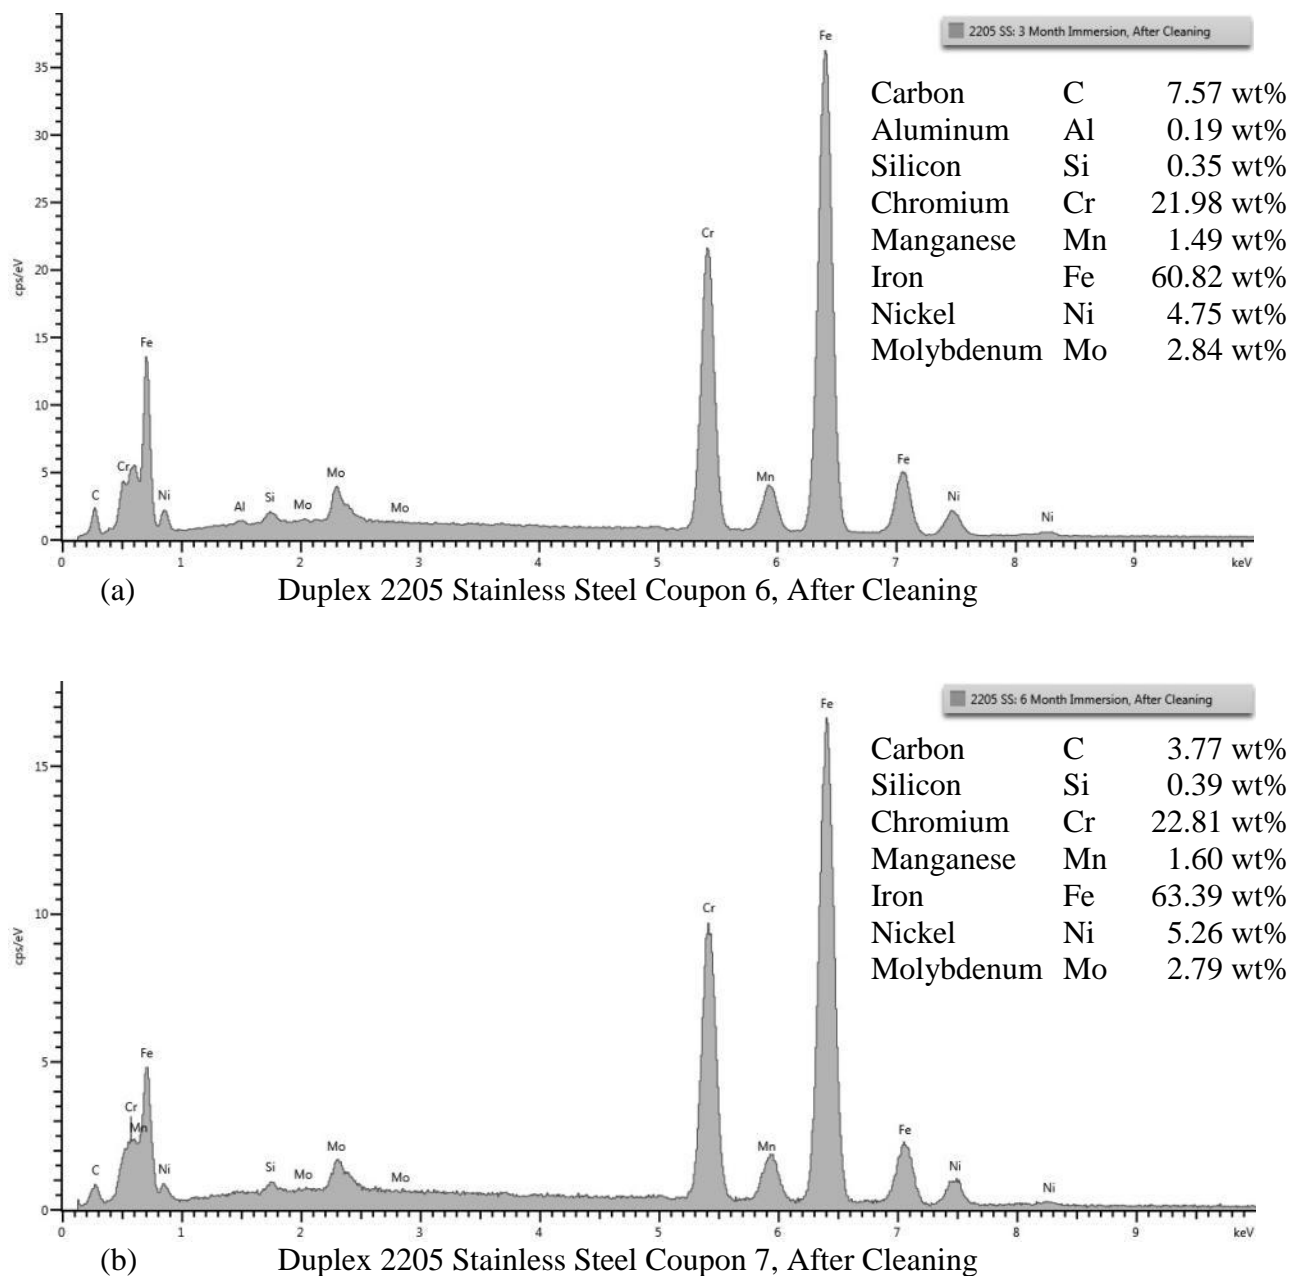 2205 SS: 3 Month Immersion, After Cleaning
Carbon C 7.57 wt%
Aluminum Al 0.19 wt%
Silicon Si 0.35 wt%
Chromium Cr 21.98 wt%
Manganese Mn 1.49 wt%
Iron Fe 60.82 wt%
Nickel Ni 4.75 wt%
Molybdenum Mo 2.84 wt%
cps/eV
35
30
25
20
15
10
5
0
C Cr Fe Ni Al Si Mo Mo Mo Cr Mn Fe Fe Ni Ni
0 1 2 3 4 5 6 7 8 9 keV
(a) Duplex 2205 Stainless Steel Coupon 6, After Cleaning
2205 SS: 6 Month Immersion, After Cleaning
Carbon C 3.77 wt%
Silicon Si 0.39 wt%
Chromium Cr 22.81 wt%
Manganese Mn 1.60 wt%
Iron Fe 63.39 wt%
Nickel Ni 5.26 wt%
Molybdenum Mo 2.79 wt%
cps/eV
15
10
5
0
C Cr Mn Fe Ni Si Mo Mo Mo Cr Mn Fe Fe Ni Ni
0 1 2 3 4 5 6 7 8 9 keV
(b) Duplex 2205 Stainless Steel Coupon 7, After Cleaning